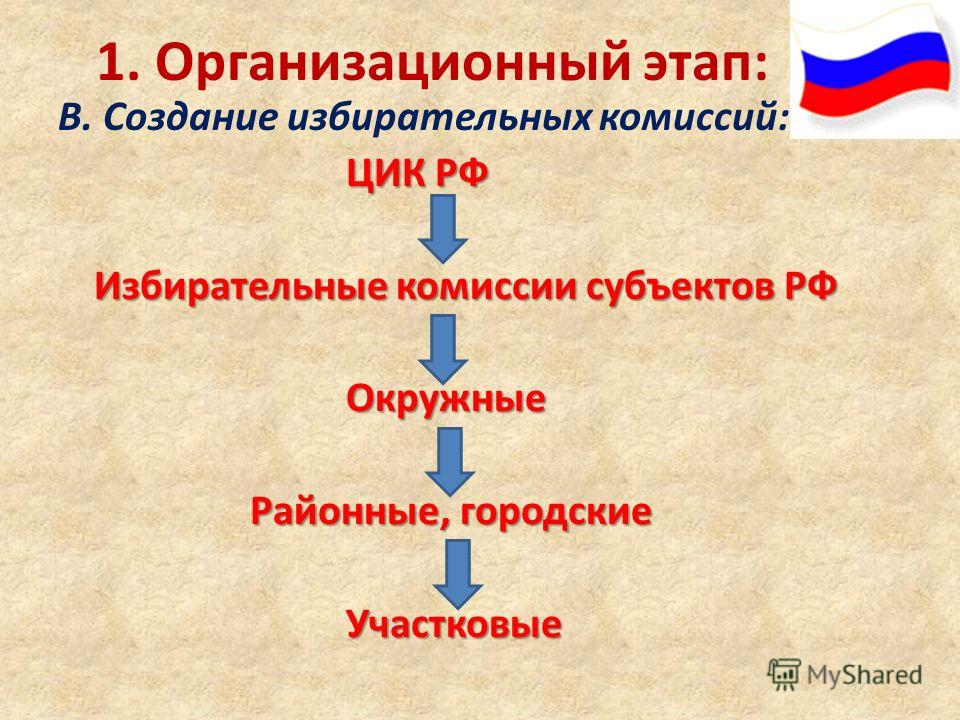 1. Организационный этап:
В. Создание избирательных комиссий:
ЦИК РФ
Избирательные комиссии субъектов РФ
Окружные
Районные, городские
Участковые
MyShared